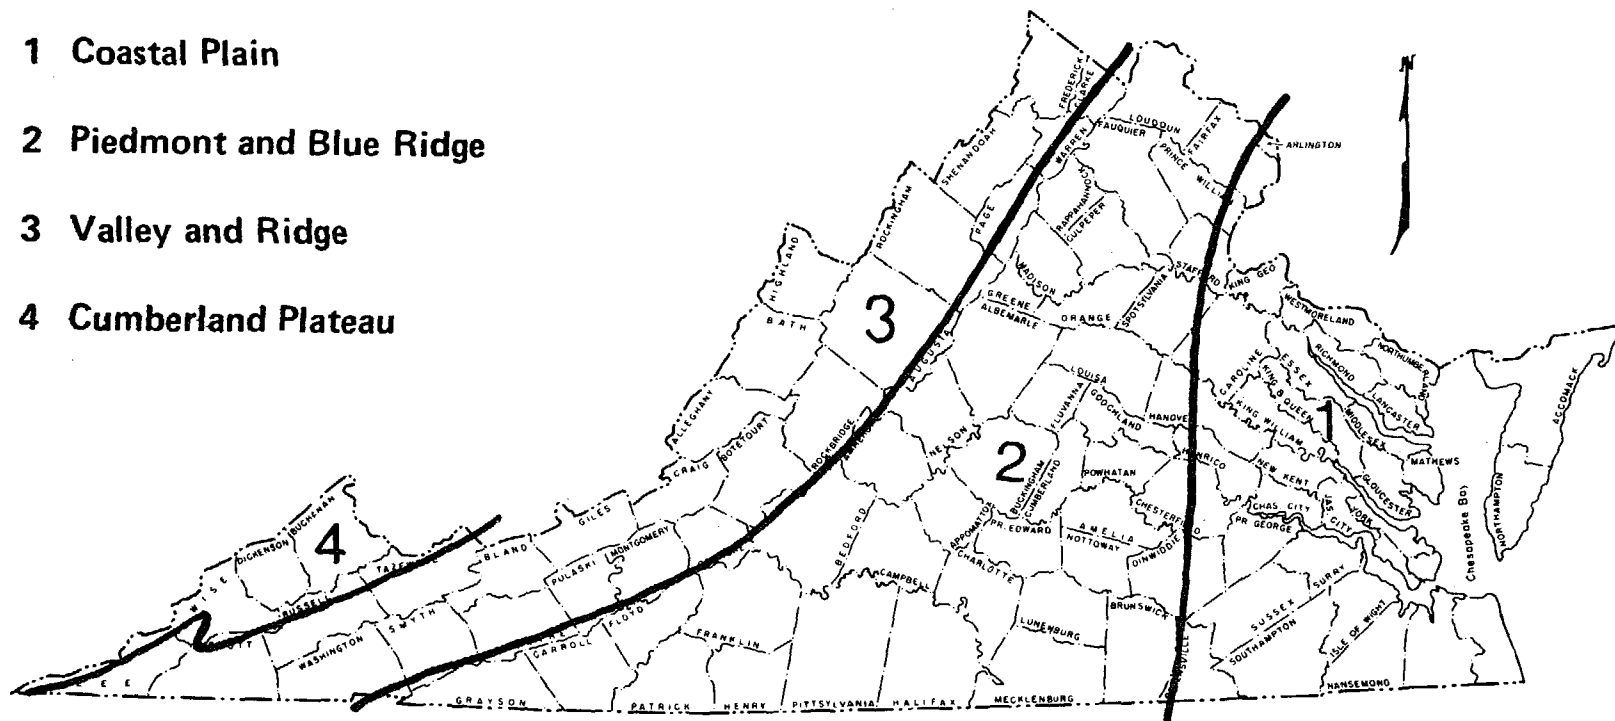 1 Coastal Plain
2 Piedmont and Blue Ridge
3 Valley and Ridge
4 Cumberland Plateau
N
FREDERICK
CLARKE
LOUDOUN
FAUQUIER
FAIRFAX
ARLINGTON
SHENANDOAH
WARREN
PRINCE WILLI
RAPPAHANNOCK
CULPEPER
ROCKINGHAM
PAGE
HIGHLAND
MADISON
STAFFORD
KING GEO
SPOTSYLVANIA
WESTMORELAND
GREENE
ALBEMARLE
ORANGE
BATH
3
AUGUSTA
RICHMOND
NORTHUMBERLAND
CAROLINE
ESSEX
LOUISA
KING & QUEEN
LANCASTER
ACCOMACK
ALLEGHANY
FLUVANNA
GOOCHLAND
HANOVE
KING WILLIAM
1
MIDDLESEX
BOTETOURT
ROCKBRIDGE
NELSON
2
CRAIG
BUCKINGHAM
CUMBERLAND
POWHATAN
HENRICO
NEW KENT
MATHEWS
GLOUCESTER
CHESTERFIELD
CHAS CITY
JAS CITY
YORK
NORTHAMPTON
Chesapeake Bay
BUCHENAN
DICKENSON
4
GILES
BLAND
MONTGOMERY
PULASKI
BEDFORD
APPOMATOX
PR. EDWARD
AMELIA
NOTTOWAY
DINWIDDIE
PR GEORGE
WISE
RUSSELL
SMYTH
WASHINGTON
CAMPBELL
CHARLOTTE
SURRY
SUSSEX
SOUTHAMPTON
ISLE OF WIGHT
BRUNSWICK
LUNENBURG
FLOYD
CARROLL
FRANKLIN
LEE
GRAYSON
PATRICK
HENRY
PITTSYLVANIA
HALIFAX
MECKLENBURG
NANSEMOND